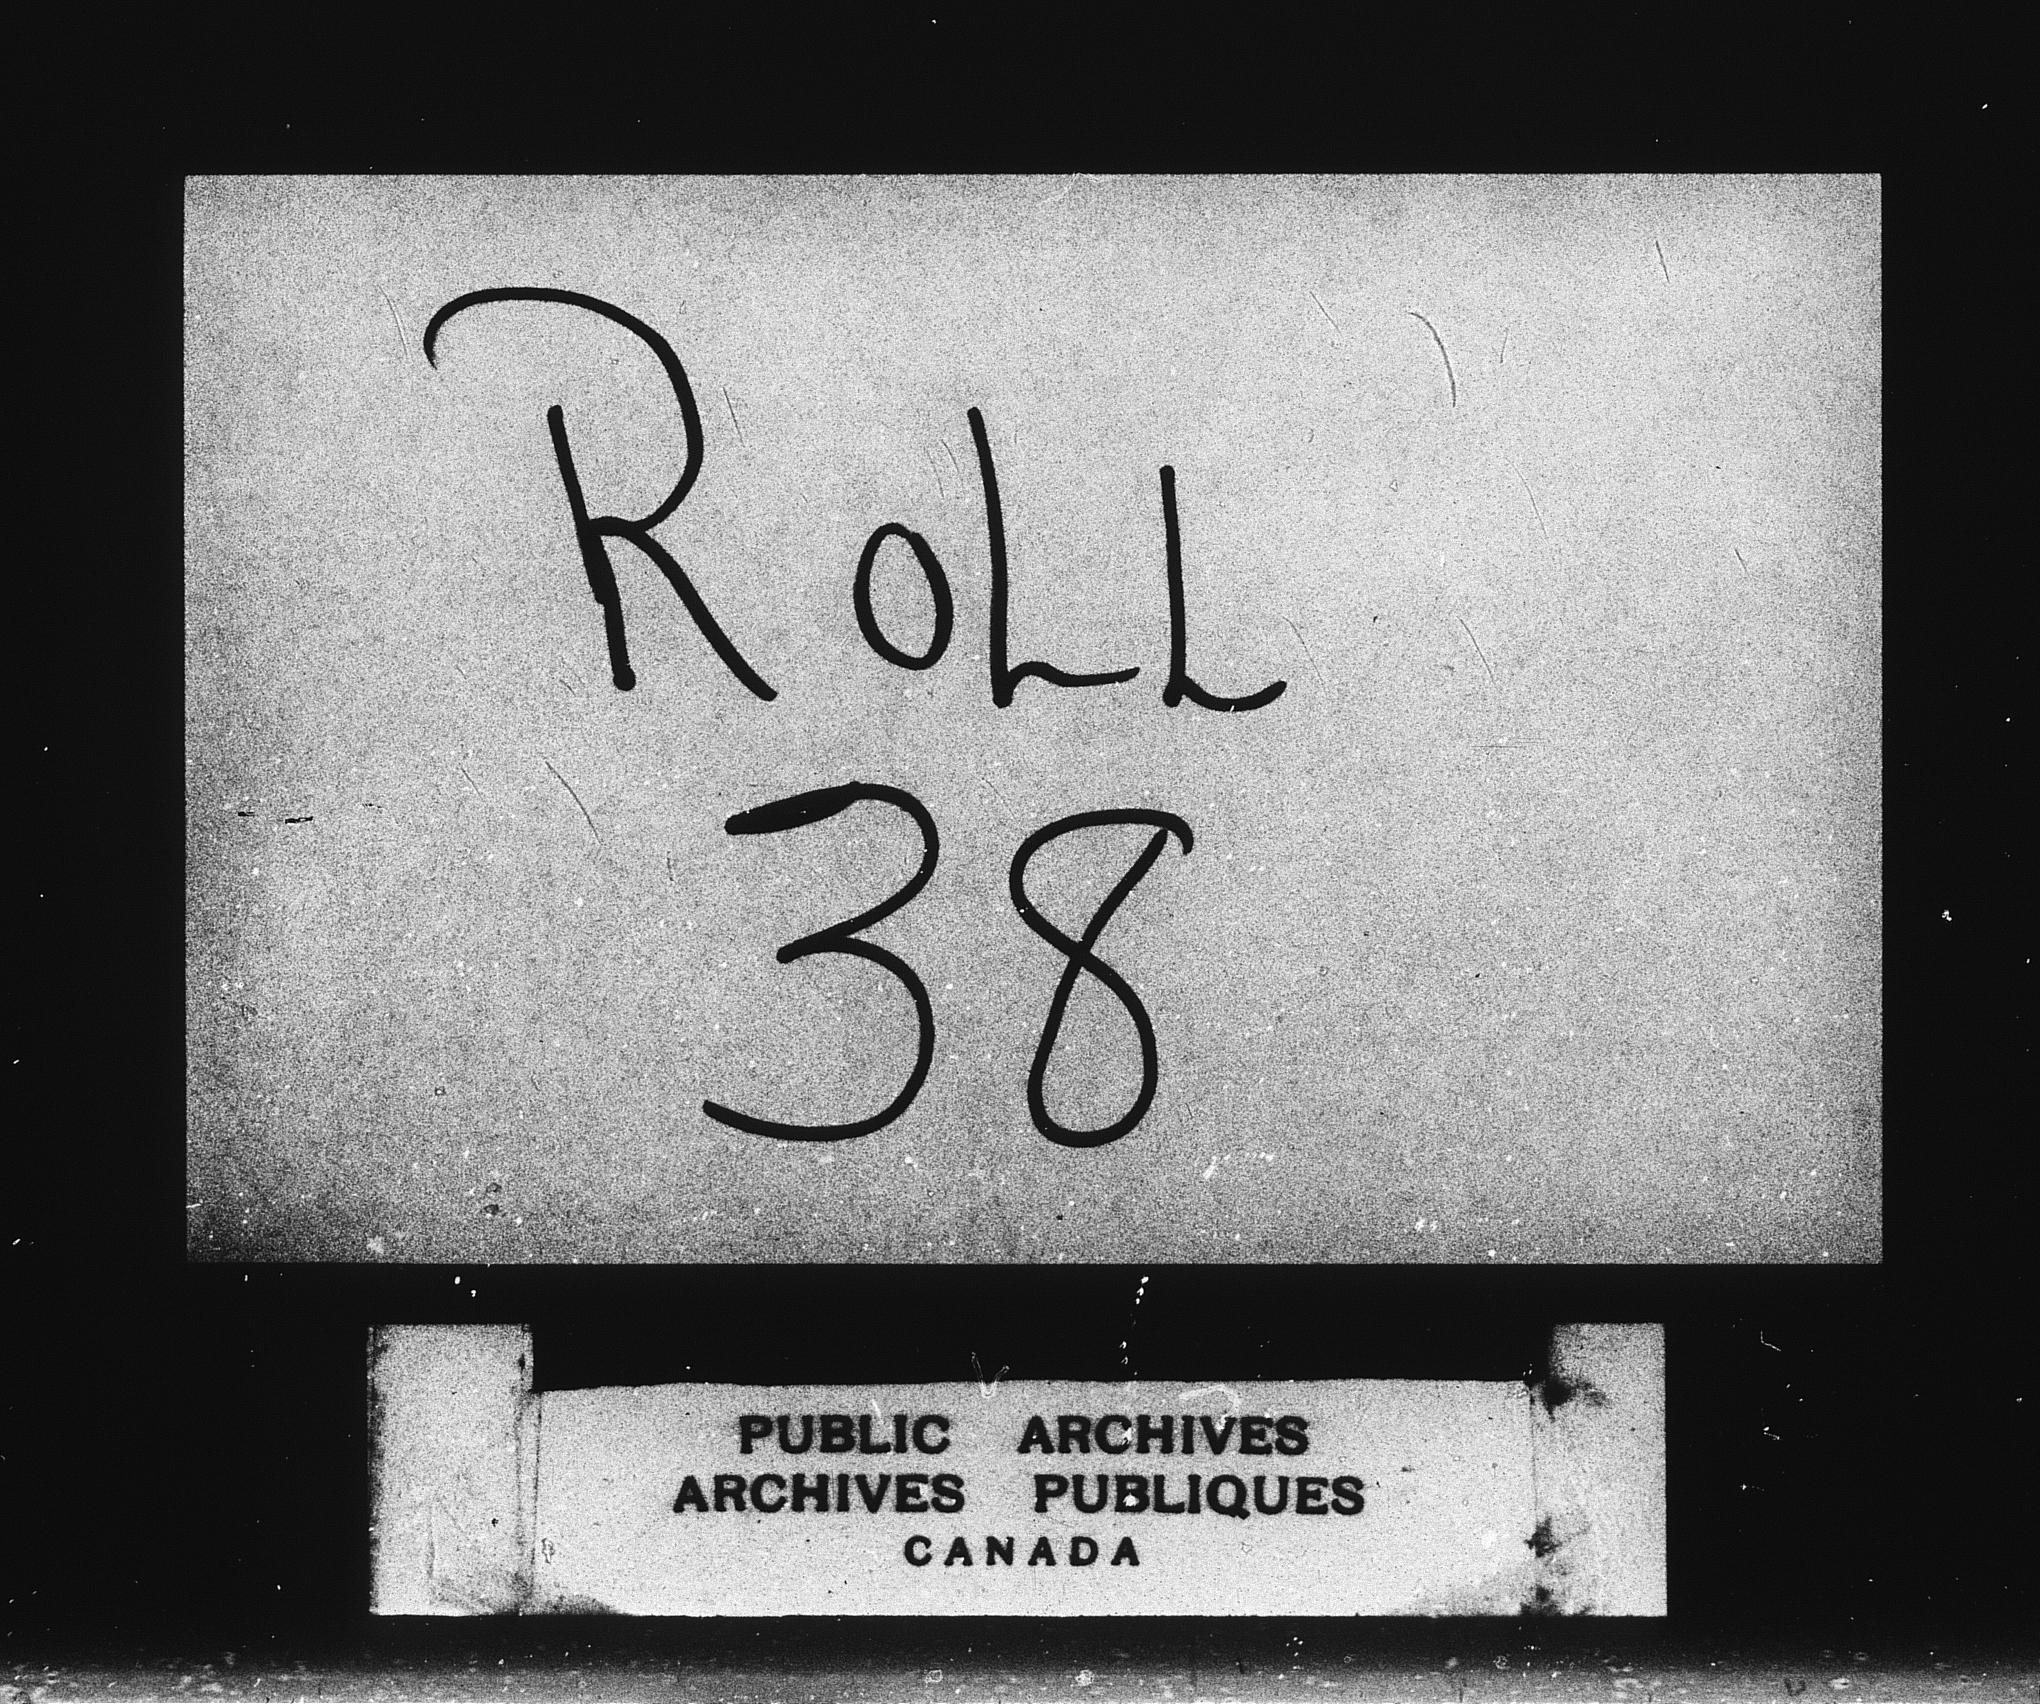 RoLL
38
PUBLIC ARCHIVES
ARCHIVES PUBLIQUES
CANADA